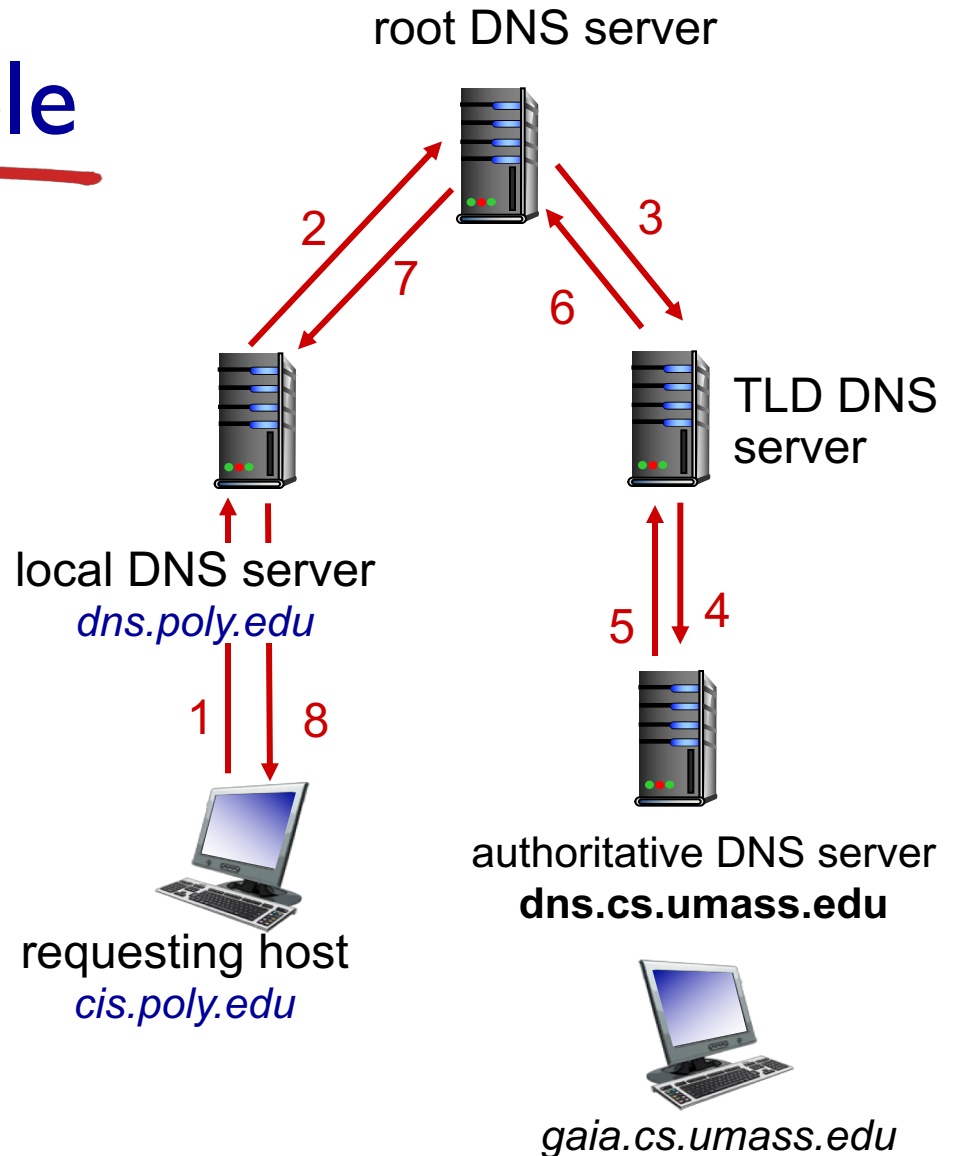 root DNS server
le
2
3
7
6
TLD DNS
server
local DNS server
dns.poly.edu
5
4
1
8
authoritative DNS server
dns.cs.umass.edu
requesting host
cis.poly.edu
gaia.cs.umass.edu